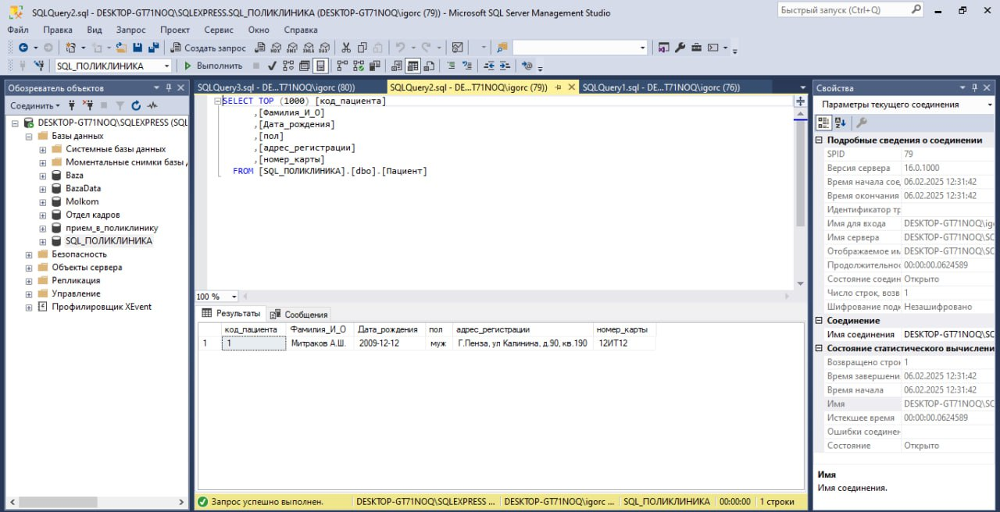 SQLQuery2.sql - DESKTOP-GT71NOQ\SQLEXPRESS.SQL_ПОЛИКЛИНИКА (DESKTOP-GT71NOQ\igorc (79)) - Microsoft SQL Server Management Studio
Быстрый запуск (Ctrl+Q)
Файл Правка Вид Запрос Проект Сервис Окно Справка
Создать запрос
SQL_ПОЛИКЛИНИКА Выполнить
Обозреватель объектов
Соединить
DESKTOP-GT71NOQ\SQLEXPRESS (SQL
Базы данных
Системные базы данных
Моментальные снимки базы
Baza
BazaData
Molkom
Отдел кадров
прием_в_поликлинику
SQL_ПОЛИКЛИНИКА
Безопасность
Объекты сервера
Репликация
Управление
Профилировщик XEvent
SQLQuery3.sql - DE...T71NOQ\igorc (80)) SQLQuery2.sql - DE...T71NOQ\igorc (79)) SQLQuery1.sql - DE...T71NOQ\igorc (76))
SELECT TOP (1000) [код_пациента]
,[Фамилия_И_О]
,[Дата_рождения]
,[пол]
,[адрес_регистрации]
,[номер_карты]
FROM [SQL_ПОЛИКЛИНИКА].[dbo].[Пациент]
100 %
Результаты Сообщения
код_пациента Фамилия_И_О Дата_рождения пол адрес_регистрации номер_карты
1 1 Митраков А.Ш. 2009-12-12 муж Г.Пенза, ул Калинина, д.90, кв.190 12ИТ12
Запрос успешно выполнен. DESKTOP-GT71NOQ\SQLEXPRESS ... DESKTOP-GT71NOQ\igorc ... SQL_ПОЛИКЛИНИКА 00:00:00 1 строки
Свойства
Параметры текущего соединения
Подробные сведения о соединении
SPID 79
Версия сервера 16.0.1000
Время начала сое 06.02.2025 12:31:42
Время окончания 06.02.2025 12:31:42
Идентификатор тр
Имя для входа DESKTOP-GT71NOQ\ig
Имя сервера DESKTOP-GT71NOQ\SC
Отображаемое им DESKTOP-GT71NOQ\SC
Продолжительнос 00:00:00.0624589
Состояние соедин Открыто
Число строк, возв 1
Шифрование подк Незашифровано
Соединение
Имя соединения DESKTOP-GT71NOQ\SC
Состояние статистического вычислени
Возвращено строк 1
Время завершени 06.02.2025 12:31:42
Время начала 06.02.2025 12:31:42
Имя DESKTOP-GT71NOQ\SC
Истекшее время 00:00:00.0624589
Ошибки соединен
Состояние Открыто
Имя
Имя соединения.